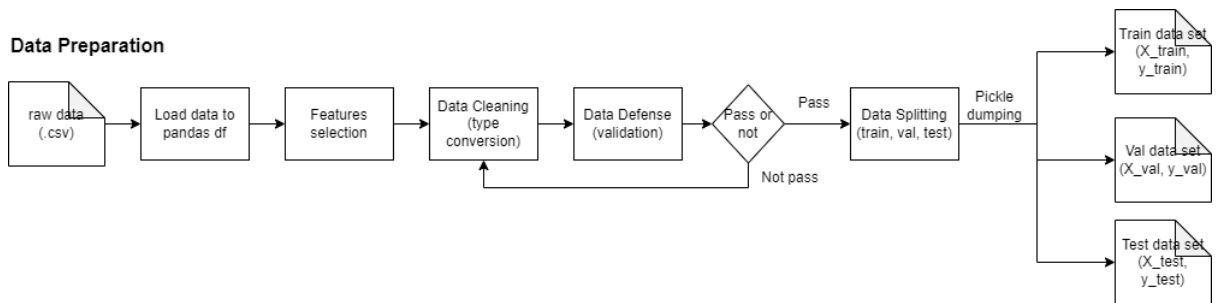 Data Preparation
raw data
(.csv)
Load data to
pandas df
Features
selection
Data Cleaning
(type
conversion)
Data Defense
(validation)
Pass or
not
Pass
Not pass
Data Splitting
(train, val, test)
Pickle
dumping
Train data set
(X_train,
y_train)
Val data set
(X_val, y_val)
Test data set
(X_test,
y_test)